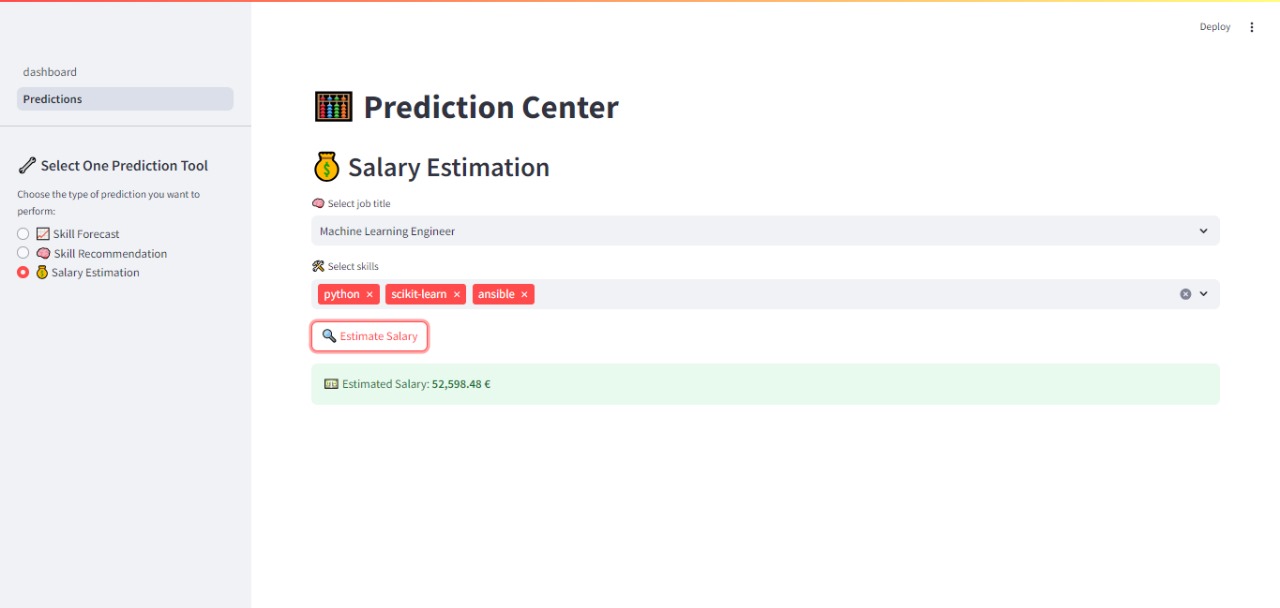 Deploy
dashboard
Predictions
Select One Prediction Tool
Choose the type of prediction you want to
perform:
Skill Forecast
Skill Recommendation
Salary Estimation
Prediction Center
Salary Estimation
Select job title
Machine Learning Engineer
Select skills
python × scikit-learn × ansible ×
Estimate Salary
Estimated Salary: 52,598.48 €